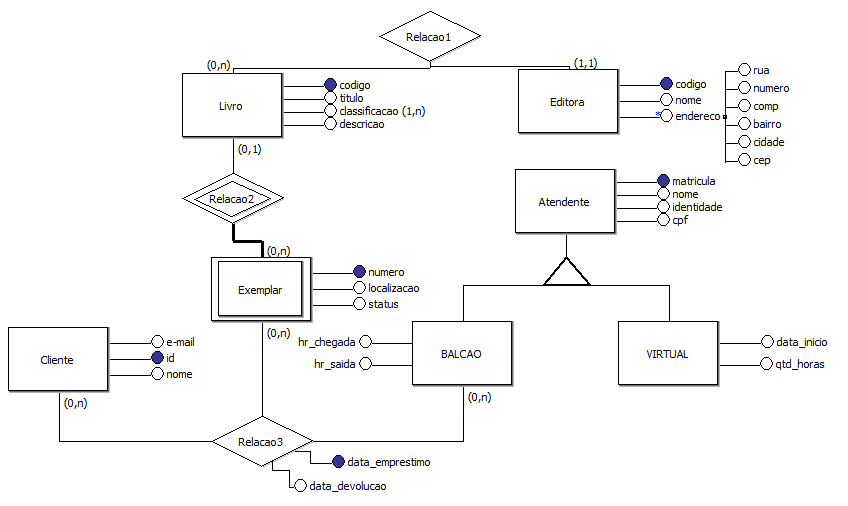 Relacao1
(0,n)
(1,1)
Livro
codigo
titulo
classificacao (1,n)
descricao
Editora
codigo
nome
endereco
rua
numero
comp
bairro
cidade
cep
(0,1)
Relacao2
Atendente
matricula
nome
identidade
cpf
(0,n)
Exemplar
numero
localizacao
status
(0,n)
Cliente
e-mail
id
nome
(0,n)
hr_chegada
hr_saida
BALCAO
(0,n)
VIRTUAL
data_inicio
qtd_horas
Relacao3
data_emprestimo
data_devolucao